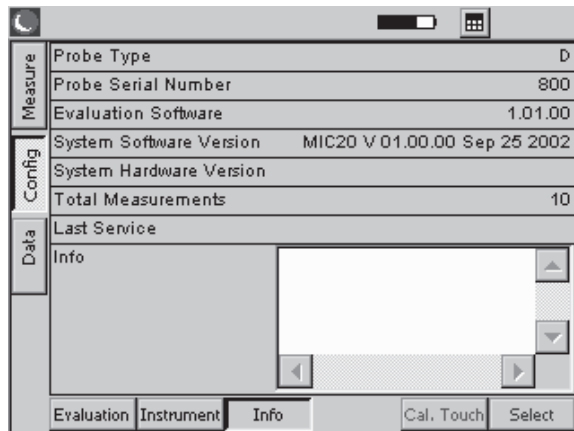 Measure
Config
Data
Probe Type D
Probe Serial Number 800
Evaluation Software 1.01.00
System Software Version MIC20 V 01.00.00 Sep 25 2002
System Hardware Version
Total Measurements 10
Last Service
Info
Evaluation Instrument Info Cal. Touch Select